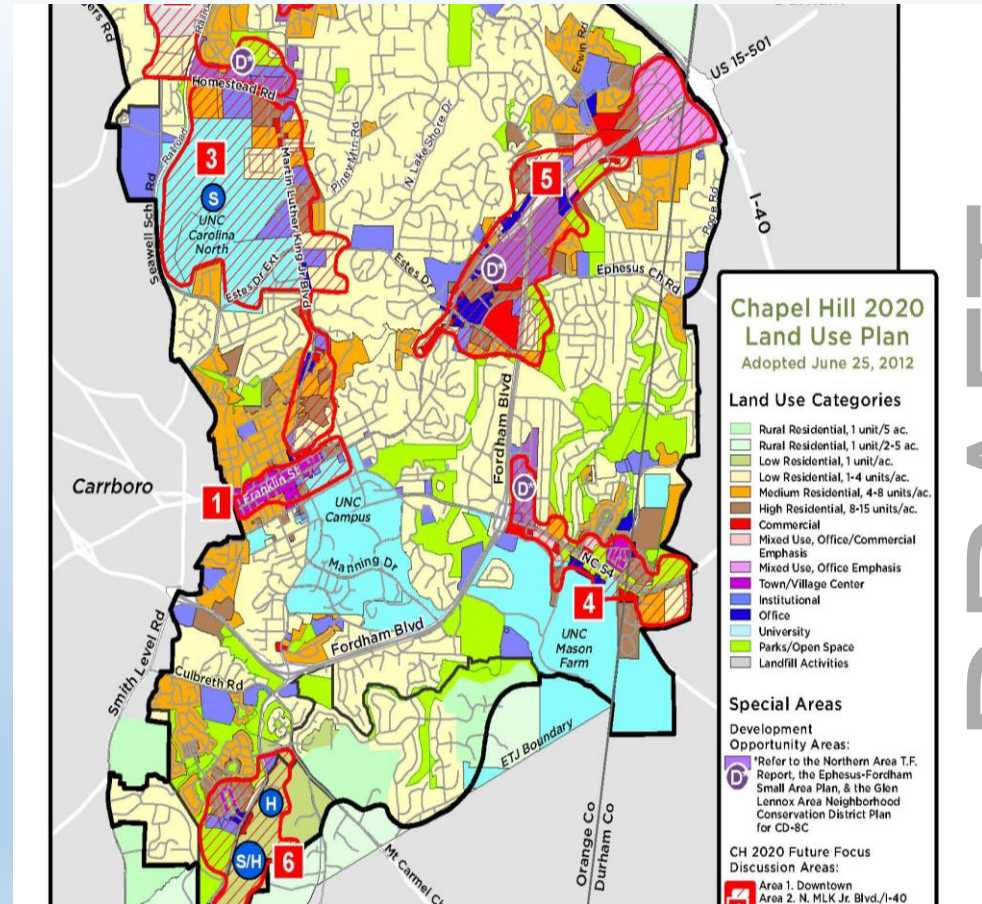 US 15-501
Erwin Rd
D*
Homestead Rd
Railroad
3
S
UNC
Carolina
North
Seawell Sch Rd
Martin Luther King Jr Blvd
Piney Mtn Rd
N. Lake Shore Dr
5
I-40
Pope Rd
Estes Dr Ext
Estes Dr
D*
Ephesus Ch Rd
Carrboro
1
Franklin St
UNC
Campus
Manning Dr
Fordham Blvd
D*
NC 54
4
UNC
Mason
Farm
Smith Level Rd
Fordham Blvd
Culbreth Rd
ETJ Boundary
H
S/H
6
Orange Co
Durham Co
Chapel Hill 2020
Land Use Plan
Adopted June 25, 2012
Land Use Categories
Rural Residential, 1 unit/5 ac.
Rural Residential, 1 unit/2-5 ac.
Low Residential, 1 unit/ac.
Low Residential, 1-4 units/ac.
Medium Residential, 4-8 units/ac.
High Residential, 8-15 units/ac.
Commercial
Mixed Use, Office/Commercial
Emphasis
Mixed Use, Office Emphasis
Town/Village Center
Institutional
Office
University
Parks/Open Space
Landfill Activities
Special Areas
Development
Opportunity Areas:
D*
*Refer to the Northern Area T.F.
Report, the Ephesus-Fordham
Small Area Plan, & the Glen
Lennox Area Neighborhood
Conservation District Plan
for CD-8C
CH 2020 Future Focus
Discussion Areas:
Area 1. Downtown
Area 2. N. MLK Jr. Blvd./I-40